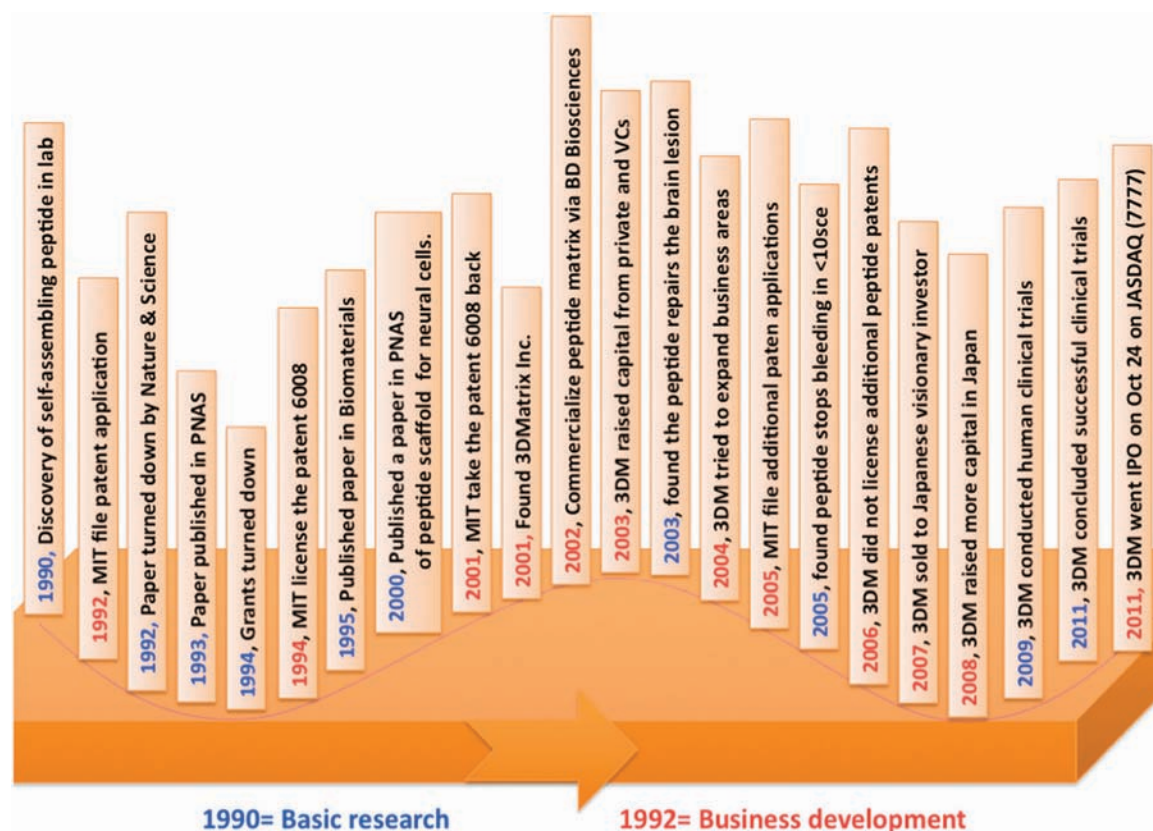 1990, Discovery of self-assembling peptide in lab
1992, MIT file patent application
1992, Paper turned down by Nature & Science
1993, Paper published in PNAS
1994, Grants turned down
1994, MIT license the patent 6008
1995, Published paper in Biomaterials
2000, Published a paper in PNAS
of peptide scaffold for neural cells.
2001, MIT take the patent 6008 back
2001, Found 3DMatrix Inc.
2002, Commercialize peptide matrix via BD Biosciences
2003, 3DM raised capital from private and VCs
2003, found the peptide repairs the brain lesion
2004, 3DM tried to expand business areas
2005, MIT file additional paten applications
2005, found peptide stops bleeding in <10sce
2006, 3DM did not license additional peptide patents
2007, 3DM sold to Japanese visionary investor
2008, 3DM raised more capital in Japan
2009, 3DM conducted human clinical trials
2011, 3DM concluded successful clinical trials
2011, 3DM went IPO on Oct 24 on JASDAQ (7777)
1990= Basic research
1992= Business development